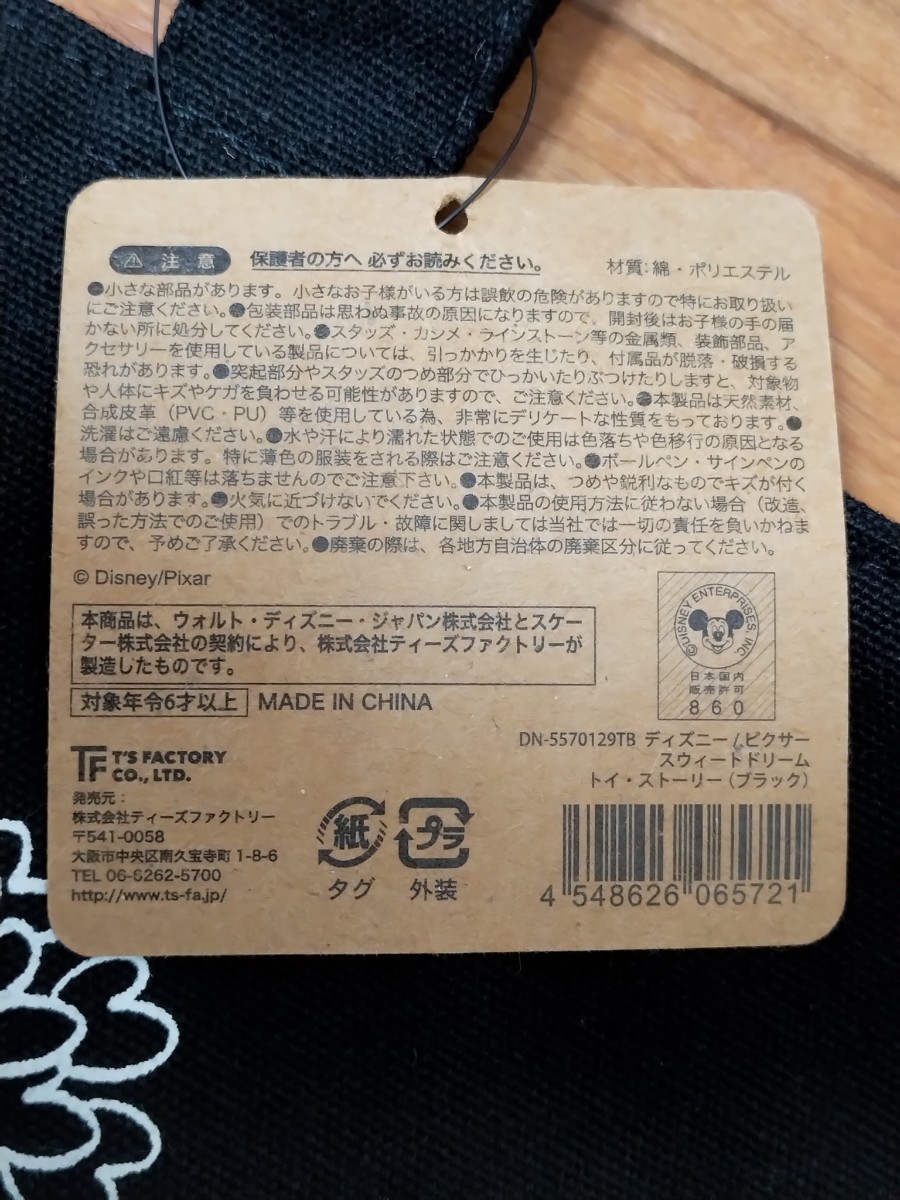 ⚠ 注意 保護者の方へ 必ずお読みください。 材質:綿・ポリエステル
●小さな部品があります。小さなお子様がいる方は誤飲の危険がありますので特にお取り扱い
にご注意ください。●包装部品は思わぬ事故の原因になりますので、開封後はお子様の手の届
かない所に処分してください。●スタッズ・カシメ・ラインストーン等の金属類、装飾部品、ア
クセサリーを使用している製品については、引っかかりを生じたり、付属品が脱落・破損する
恐れがあります。●突起部分やスタッズのつめ部分でひっかいたりぶつけたりしますと、対象物
や人体にキズやケガを負わせる可能性がありますので、ご注意ください。●本製品は天然素材、
合成皮革(PVC・PU)等を使用している為、非常にデリケートな性質をもっております。●
洗濯はご遠慮ください。●水や汗により濡れた状態でのご使用は色落ちや色移行の原因となる
場合があります。特に薄色の服装をされる際はご注意ください。●ボールペン・サインペンの
インクや口紅等は落ちませんのでご注意下さい。●本製品は、つめや鋭利なものでキズが付く
場合があります。●火気に近づけないでください。●本製品の使用方法に従わない場合(改造、
誤った方法でのご使用)でのトラブル・故障に関しましては当社では一切の責任を負いかねま
すので、予めご了承ください。●廃棄の際は、各地方自治体の廃棄区分に従ってください。
© Disney/Pixar
本商品は、ウォルト・ディズニー・ジャパン株式会社とスケー
ター株式会社の契約により、株式会社ティーズファクトリーが
製造したものです。
対象年令6才以上 MADE IN CHINA
©DISNEY ENTERPRISES, INC.
日本国内
販売許可
860
DN-5570129TB ディズニー/ピクサー
スウィートドリーム
トイ・ストーリー(ブラック)
TF T'S FACTORY
CO., LTD.
発売元:
株式会社ティーズファクトリー
〒541-0058
大阪市中央区南久宝寺町1-8-6
TEL 06-6262-5700
http://www.ts-fa.jp/
紙
タグ
プラ
外装
4 548626 065721